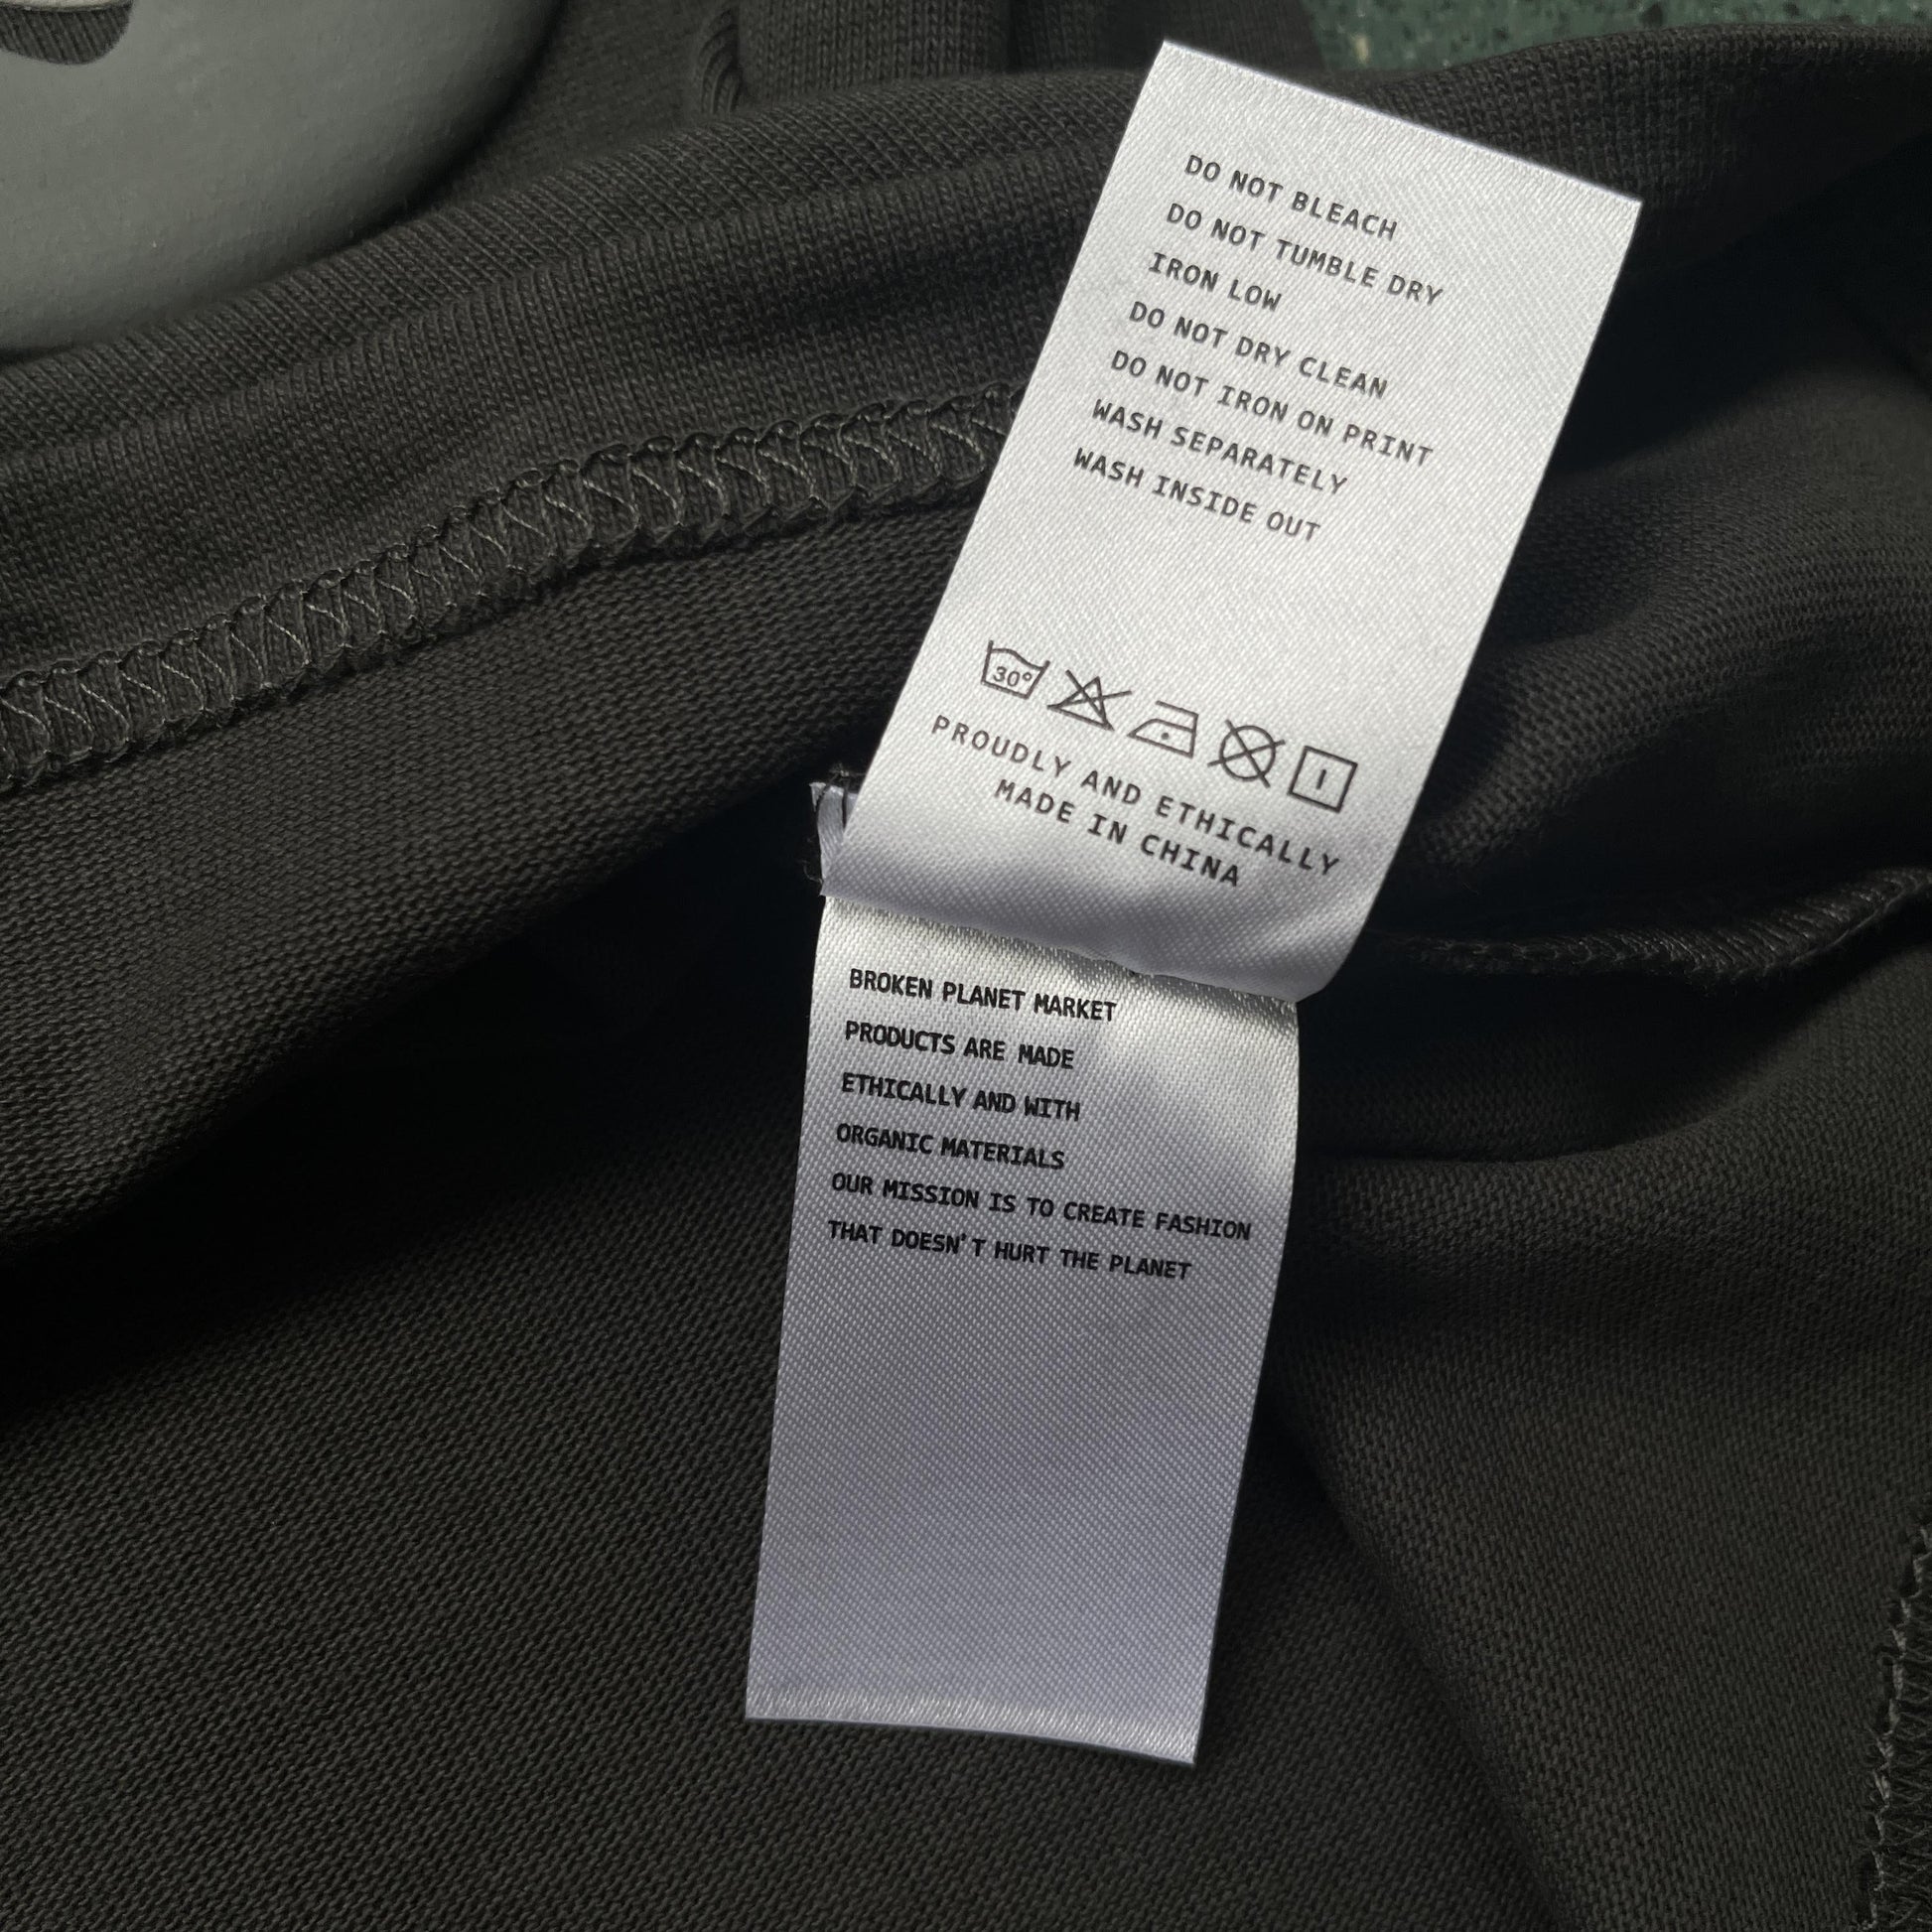 DO NOT BLEACH
DO NOT TUMBLE DRY
IRON LOW
DO NOT DRY CLEAN
DO NOT IRON ON PRINT
WASH SEPARATELY
WASH INSIDE OUT
30°
PROUDLY AND ETHICALLY
MADE IN CHINA
BROKEN PLANET MARKET
PRODUCTS ARE MADE
ETHICALLY AND WITH
ORGANIC MATERIALS
OUR MISSION IS TO CREATE FASHION
THAT DOESN'T HURT THE PLANET